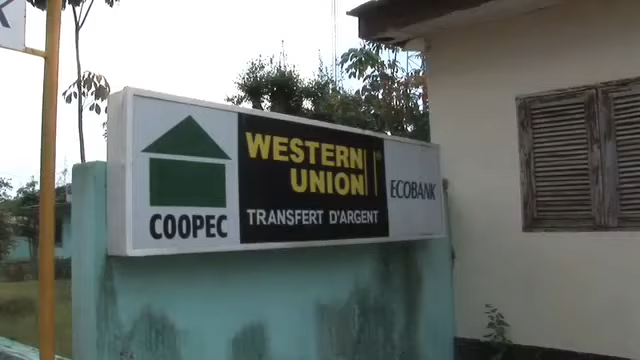 COOPEC
WESTERN
UNION
TRANSFERT D'ARGENT
ECOBANK